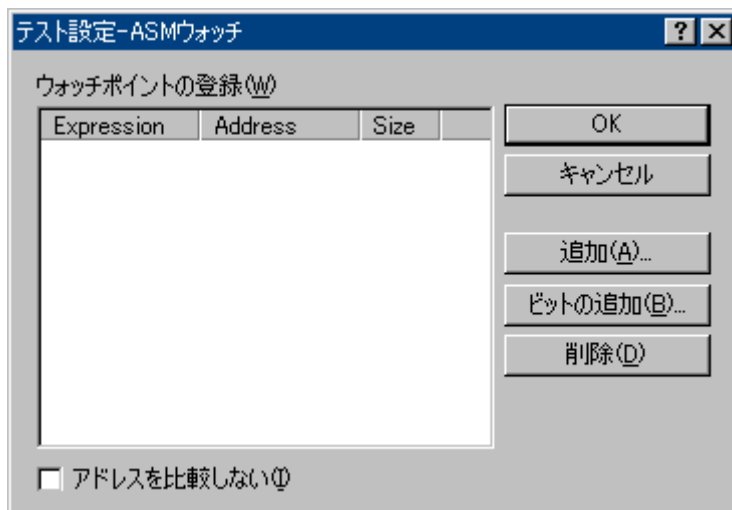 テスト設定-ASMウォッチ
ウォッチポイントの登録(W)
Expression Address Size
OK
キャンセル
追加(A)...
ビットの追加(B)...
削除(D)
アドレスを比較しない(I)